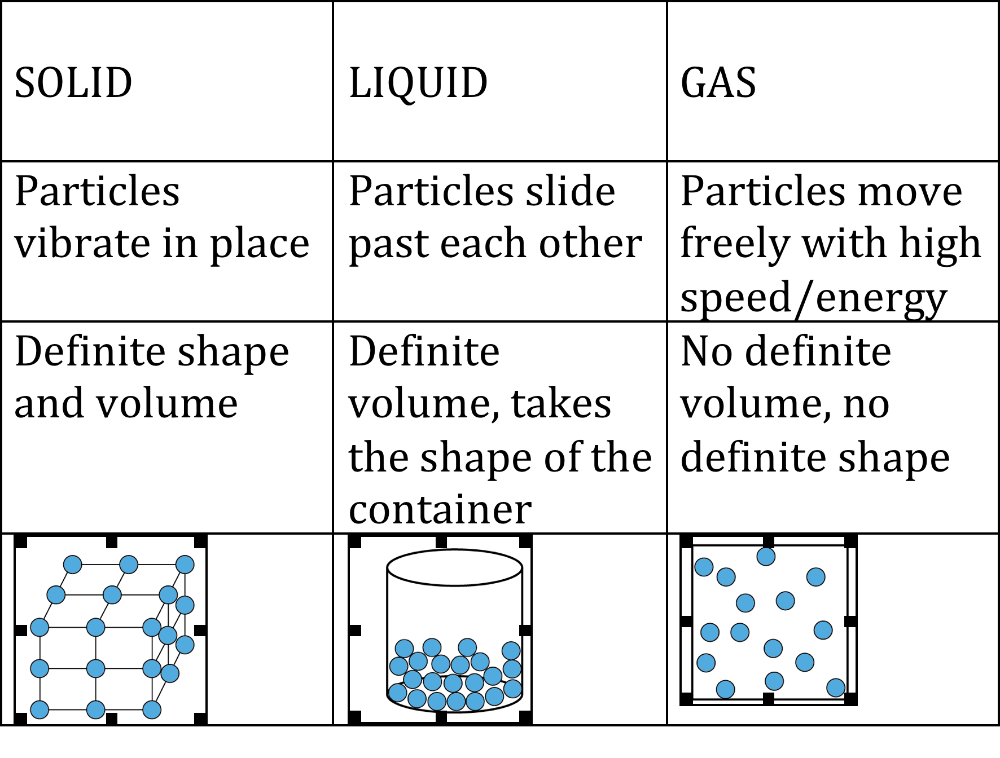 SOLID
LIQUID
GAS
Particles
vibrate in place
Particles slide
past each other
Particles move
freely with high
speed/energy
Definite shape
and volume
Definite
volume, takes
the shape of the
container
No definite
volume, no
definite shape